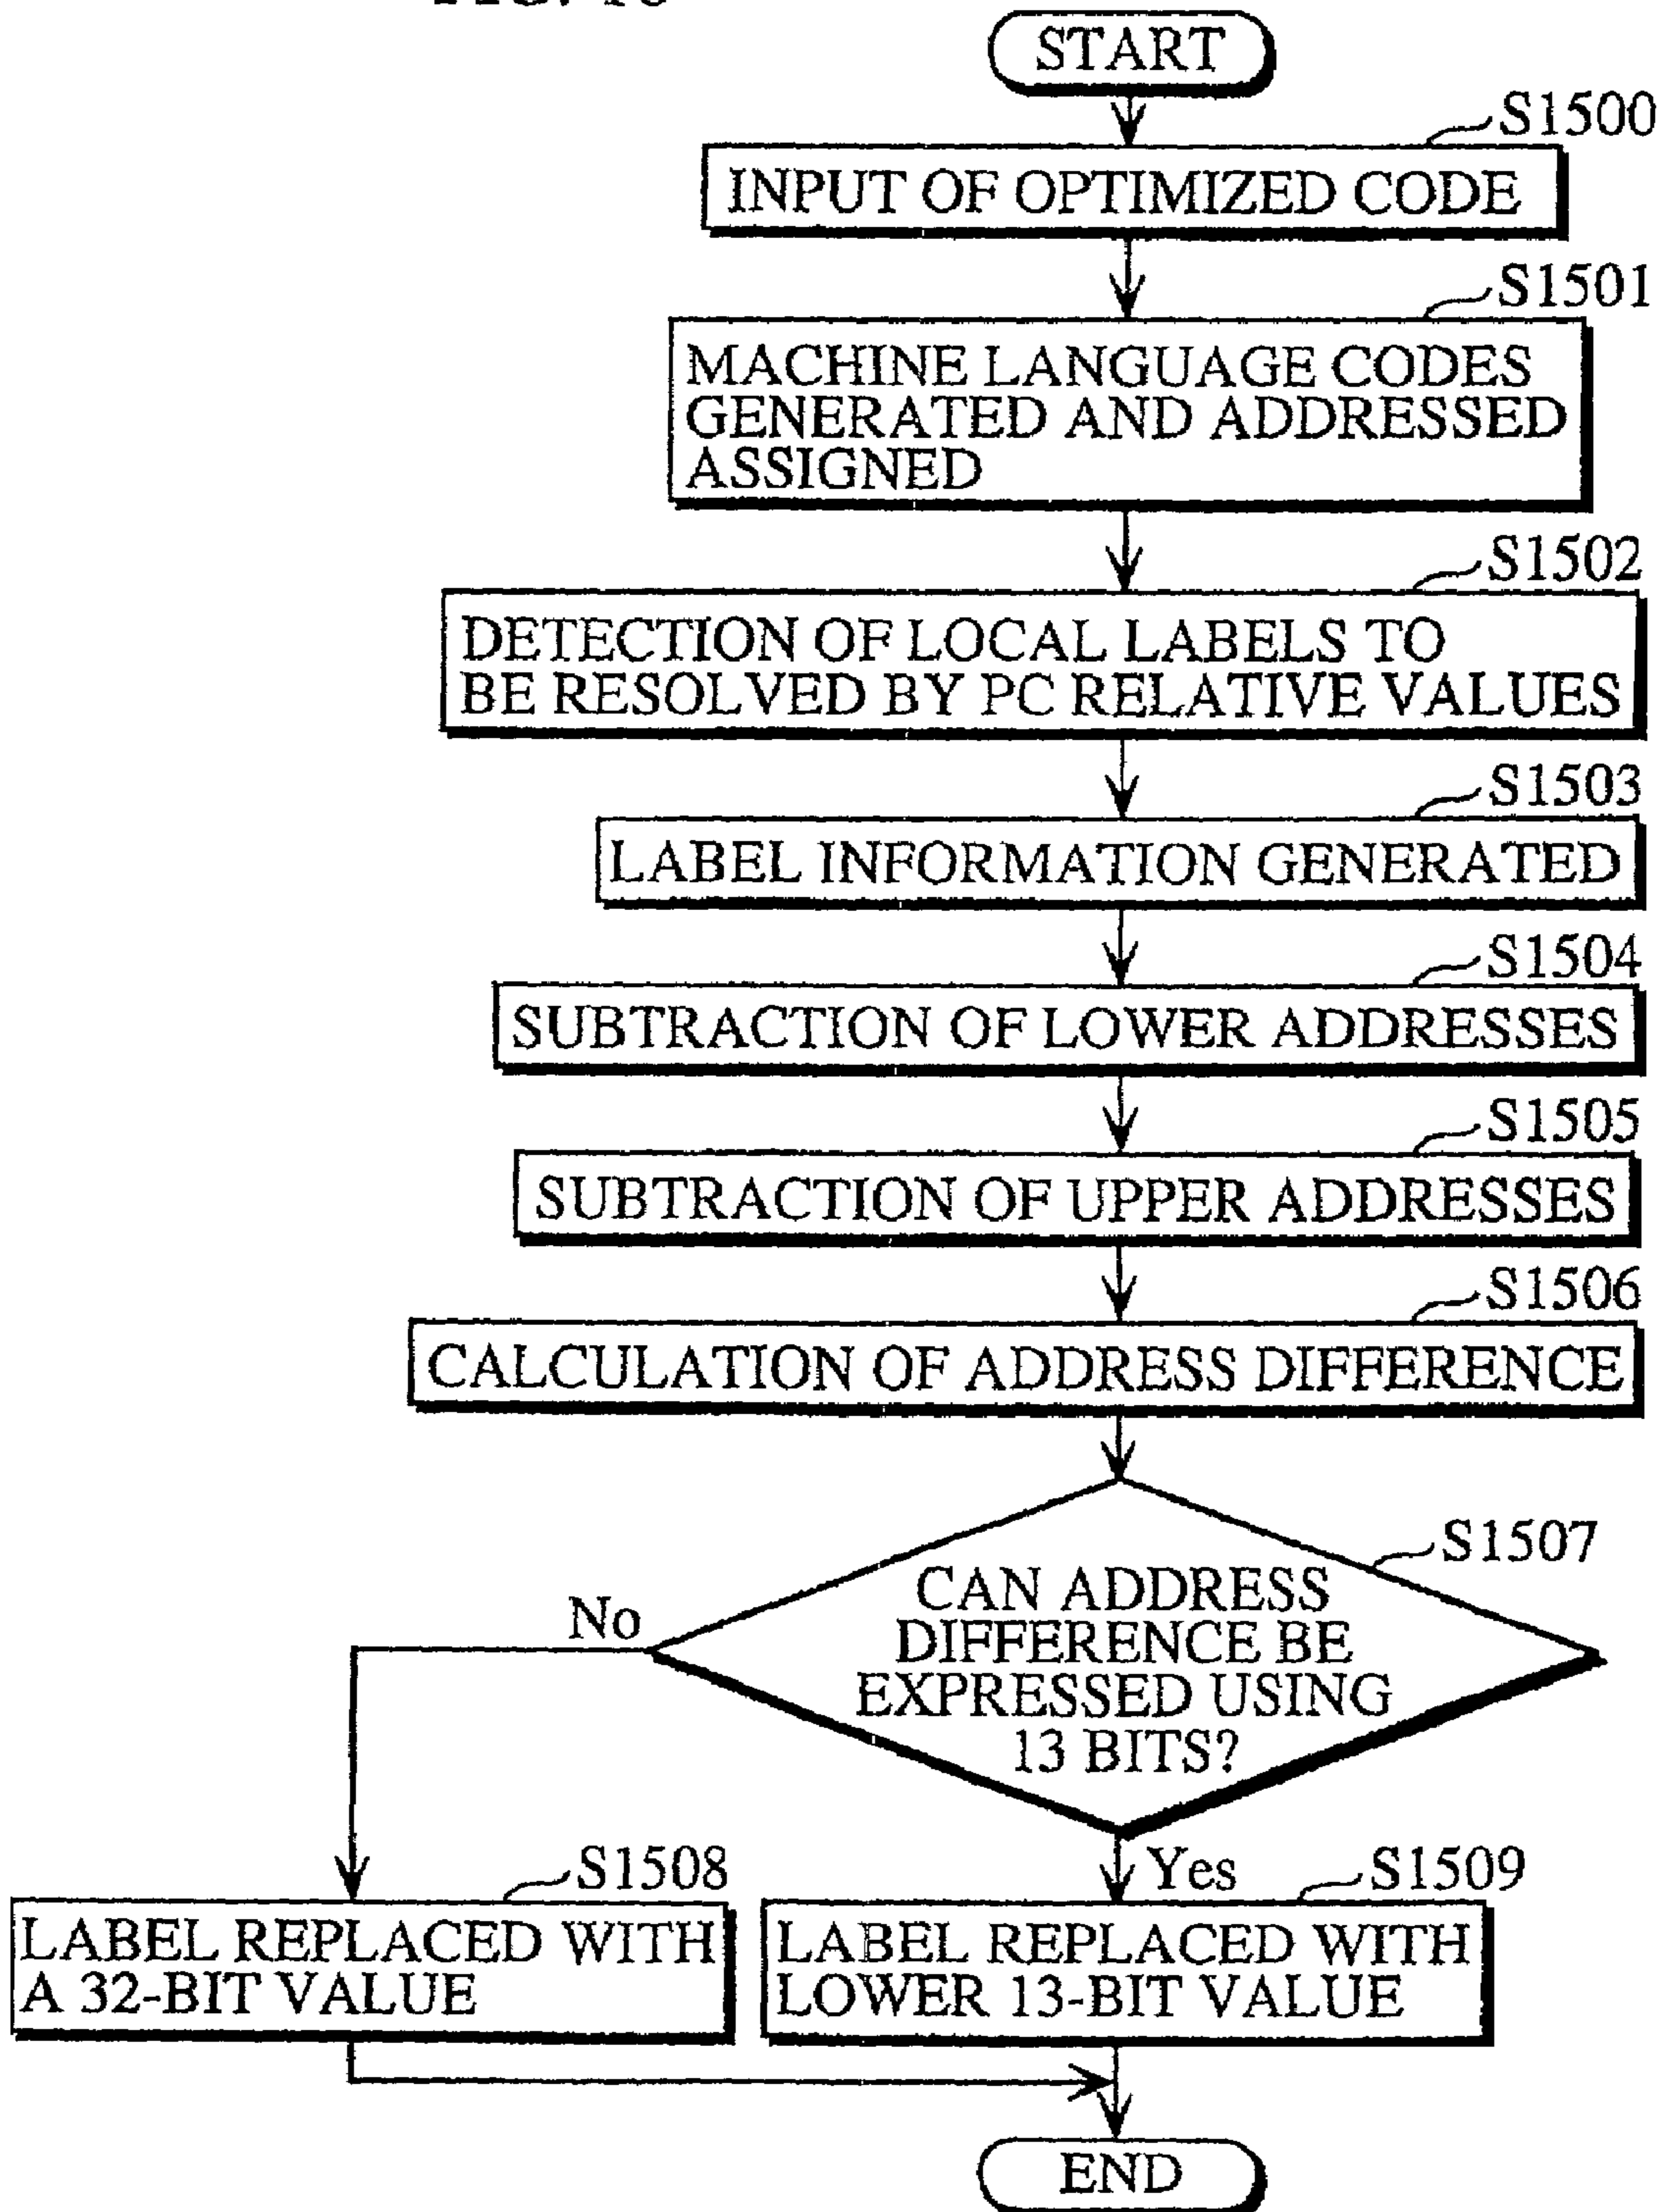 START
S1500
INPUT OF OPTIMIZED CODE
S1501
MACHINE LANGUAGE CODES
GENERATED AND ADDRESSED
ASSIGNED
S1502
DETECTION OF LOCAL LABELS TO
BE RESOLVED BY PC RELATIVE VALUES
S1503
LABEL INFORMATION GENERATED
S1504
SUBTRACTION OF LOWER ADDRESSES
S1505
SUBTRACTION OF UPPER ADDRESSES
S1506
CALCULATION OF ADDRESS DIFFERENCE
S1507
CAN ADDRESS
DIFFERENCE BE
EXPRESSED USING
13 BITS?
No
Yes
S1508
LABEL REPLACED WITH
A 32-BIT VALUE
S1509
LABEL REPLACED WITH
LOWER 13-BIT VALUE
END